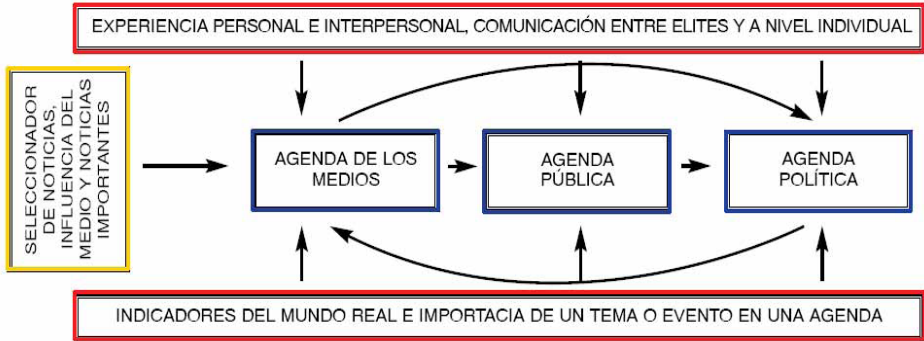 EXPERIENCIA PERSONAL E INTERPERSONAL, COMUNICACIÓN ENTRE ELITES Y A NIVEL INDIVIDUAL
SELECCIONADOR
DE NOTICIAS,
INFLUENCIA DEL
MEDIO Y NOTICIAS
IMPORTANTES
AGENDA DE LOS
MEDIOS
AGENDA
PÚBLICA
AGENDA
POLÍTICA
INDICADORES DEL MUNDO REAL E IMPORTACIA DE UN TEMA O EVENTO EN UNA AGENDA